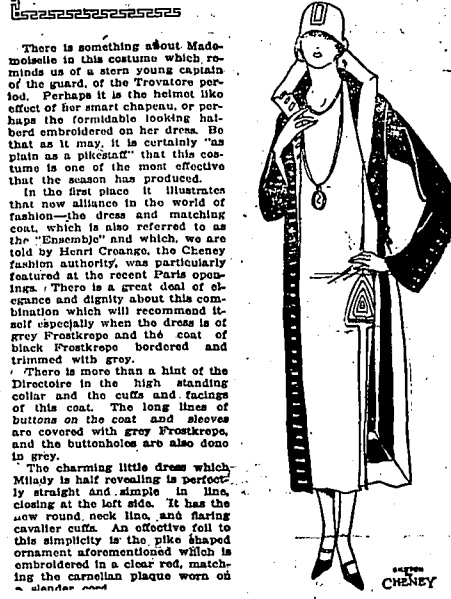 There is something about Made-
moiselle in this costume which re-
minds us of a stern young captain
of the guard, of the Trovatore per-
iod. Perhaps it is the helmet like
effect of her smart chapeau, or per-
haps the formidable looking hal-
berd embroidered on her dress. Be
that as it may, it is certainly "as
plain as a pikestaff" that this cos-
tume is one of the most effective
that the season has produced.
In the first place it illustrates
that new alliance in the world of
fashion—the dress and matching
coat, which is also referred to as
the "Ensemble" and which, we are
told by Henri Creange, the Cheney
fashion authority, was particularly
featured at the recent Paris open-
ings. There is a great deal of el-
egance and dignity about this com-
bination which will recommend it-
self especially when the dress is of
grey Frostkrepe and the coat of
black Frostkrepe bordered and
trimmed with grey.
There is more than a hint of the
Directoire in the high standing
collar and the cuffs and facings
of this coat. The long lines of
buttons on the coat and sleeves
are covered with grey Frostkrepe,
and the buttonholes are also done
in grey.
The charming little dress which
Milady is half revealing is perfect-
ly straight and simple in line,
closing at the left side. It has the
new round neck line and flaring
cavalier cuffs. An effective foil to
this simplicity is the pike shaped
ornament aforementioned which is
embroidered in a clear red, match-
ing the carnelian plaque worn on
a slender cord.
SKETCH
by
CHENEY